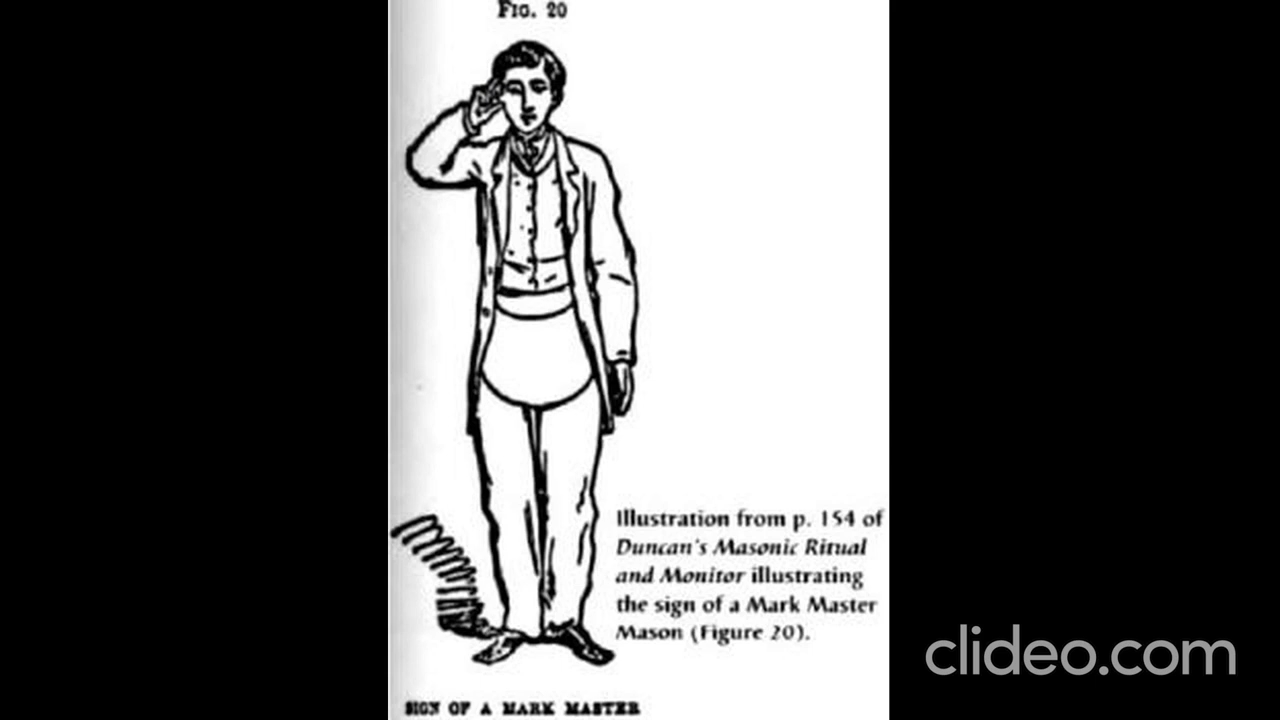 FIG. 20
Illustration from p. 154 of
Duncan's Masonic Ritual
and Monitor illustrating
the sign of a Mark Master
Mason (Figure 20).
clideo.com
SIGN OF A MARK MASTER